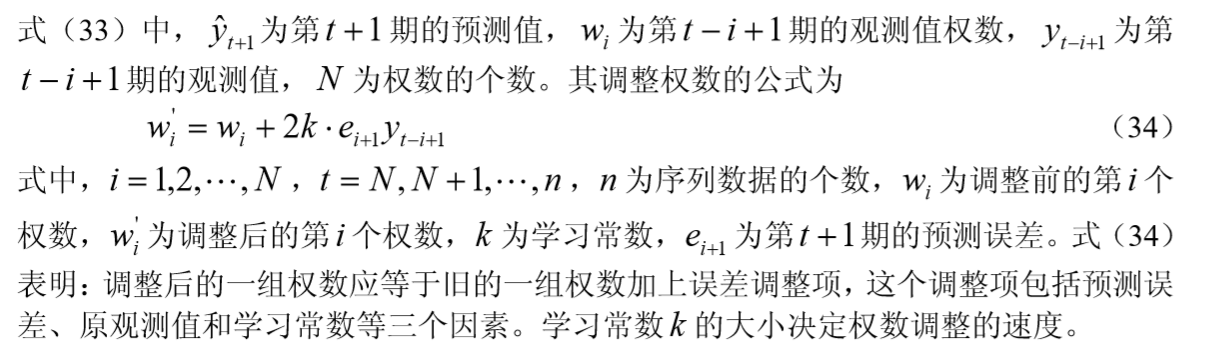 式（33）中，$\hat{y}_{t+1}$为第$t+1$期的预测值，$w_i$为第$t-i+1$期的观测值权数，$y_{t-i+1}$为第
$t-i+1$期的观测值，$N$为权数的个数。其调整权数的公式为
$w_i^{'} = w_i + 2k \cdot e_{i+1} y_{t-i+1}$ （34）
式中，$i=1,2,\cdots,N$，$t=N,N+1,\cdots,n$，$n$为序列数据的个数，$w_i$为调整前的第$i$个
权数，$w_i^{'}$为调整后的第$i$个权数，$k$为学习常数，$e_{i+1}$为第$t+1$期的预测误差。式（34）
表明：调整后的一组权数应等于旧的一组权数加上误差调整项，这个调整项包括预测误
差、原观测值和学习常数等三个因素。学习常数$k$的大小决定权数调整的速度。